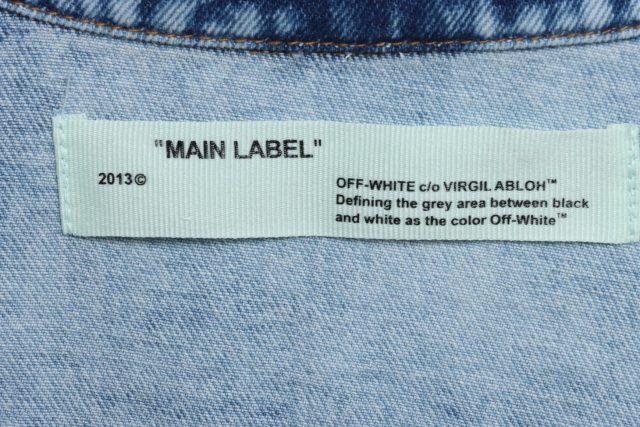 "MAIN LABEL"
2013©
OFF-WHITE c/o VIRGIL ABLOH™
Defining the grey area between black
and white as the color Off-White™